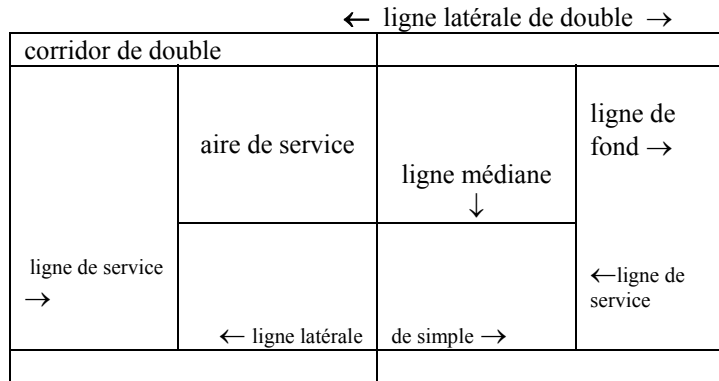 ← ligne latérale de double →
corridor de double
ligne de
fond →
aire de service
ligne médiane
↓
ligne de service
→
←ligne de
service
← ligne latérale de simple →